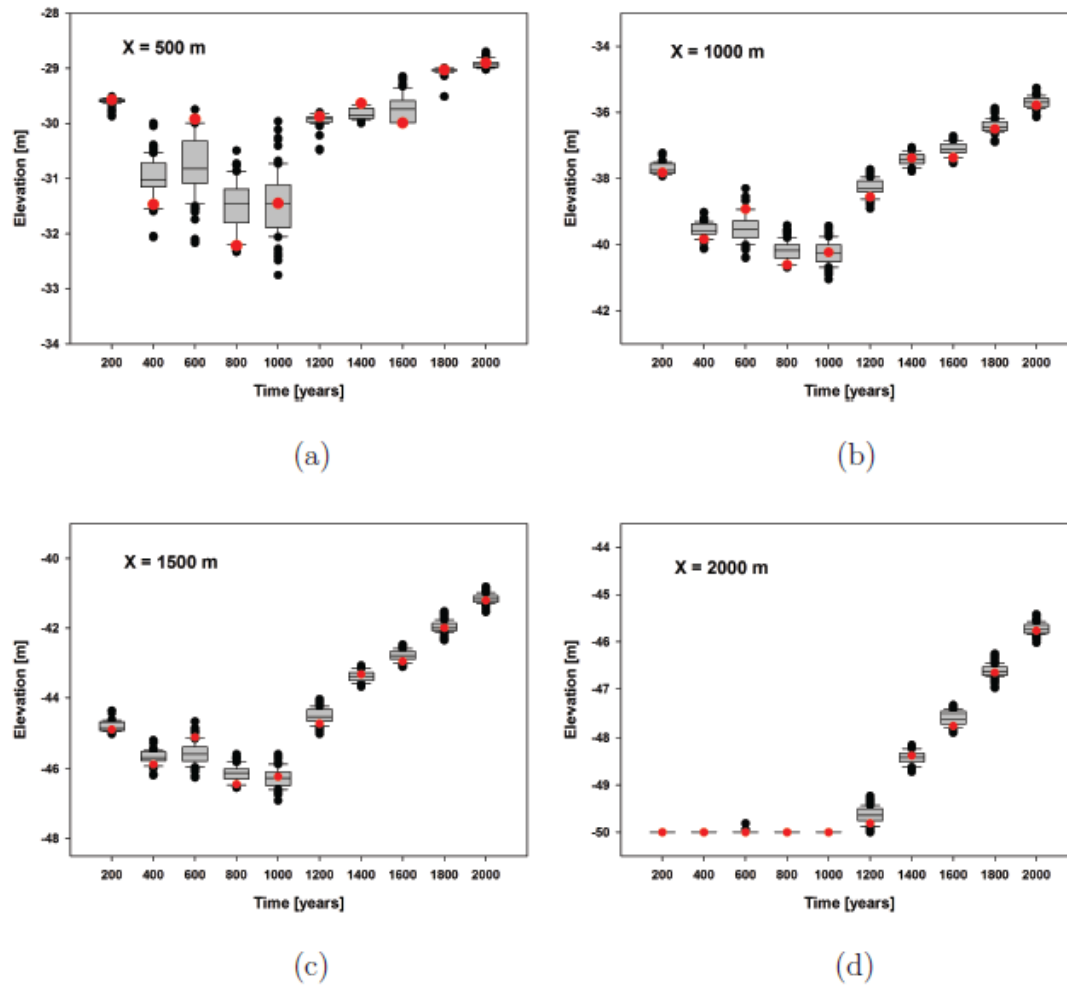 X = 500 m
Elevation [m]
-28
-29
-30
-31
-32
-33
-34
200 400 600 800 1000 1200 1400 1600 1800 2000
Time [years]
(a)
X = 1000 m
Elevation [m]
-34
-36
-38
-40
-42
200 400 600 800 1000 1200 1400 1600 1800 2000
Time [years]
(b)
X = 1500 m
Elevation [m]
-40
-42
-44
-46
-48
200 400 600 800 1000 1200 1400 1600 1800 2000
Time [years]
(c)
X = 2000 m
Elevation [m]
-44
-45
-46
-47
-48
-49
-50
200 400 600 800 1000 1200 1400 1600 1800 2000
Time [years]
(d)